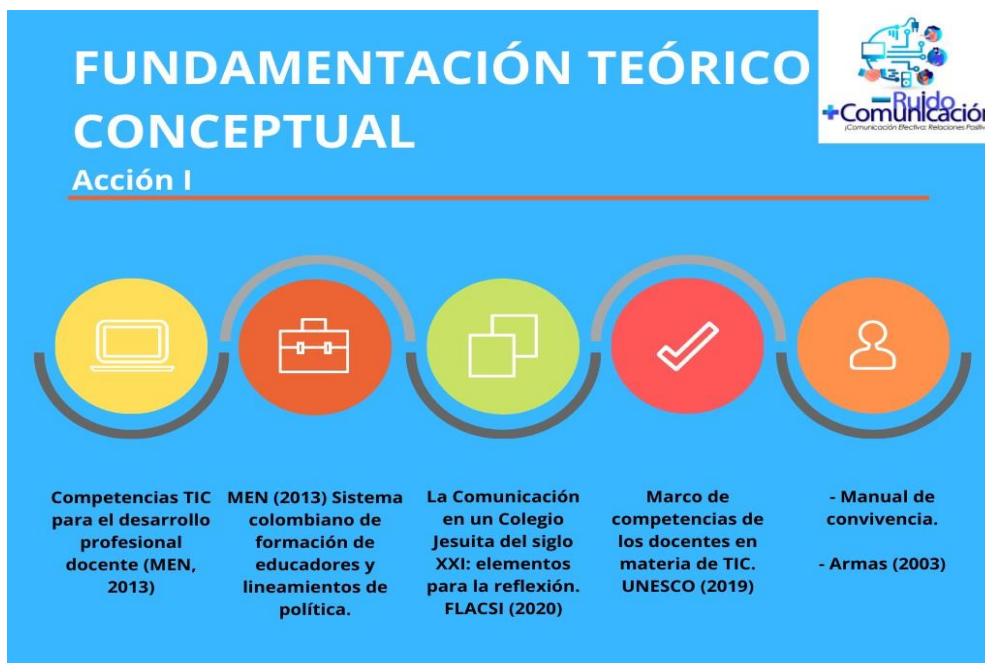 FUNDAMENTACIÓN TEÓRICO
CONCEPTUAL
Acción I
Ruido
+Comunicación
¡Comunicación Efectiva: Relaciones
Competencias TIC
para el desarrollo
profesional
docente (MEN,
2013)
MEN (2013) Sistema
colombiano de
formación de
educadores y
lineamientos de
política.
La Comunicación
en un Colegio
Jesuita del siglo
XXI: elementos
para la reflexión.
FLACSI (2020)
Marco de
competencias de
los docentes en
materia de TIC.
UNESCO (2019)
- Manual de
convivencia.
- Armas (2003)